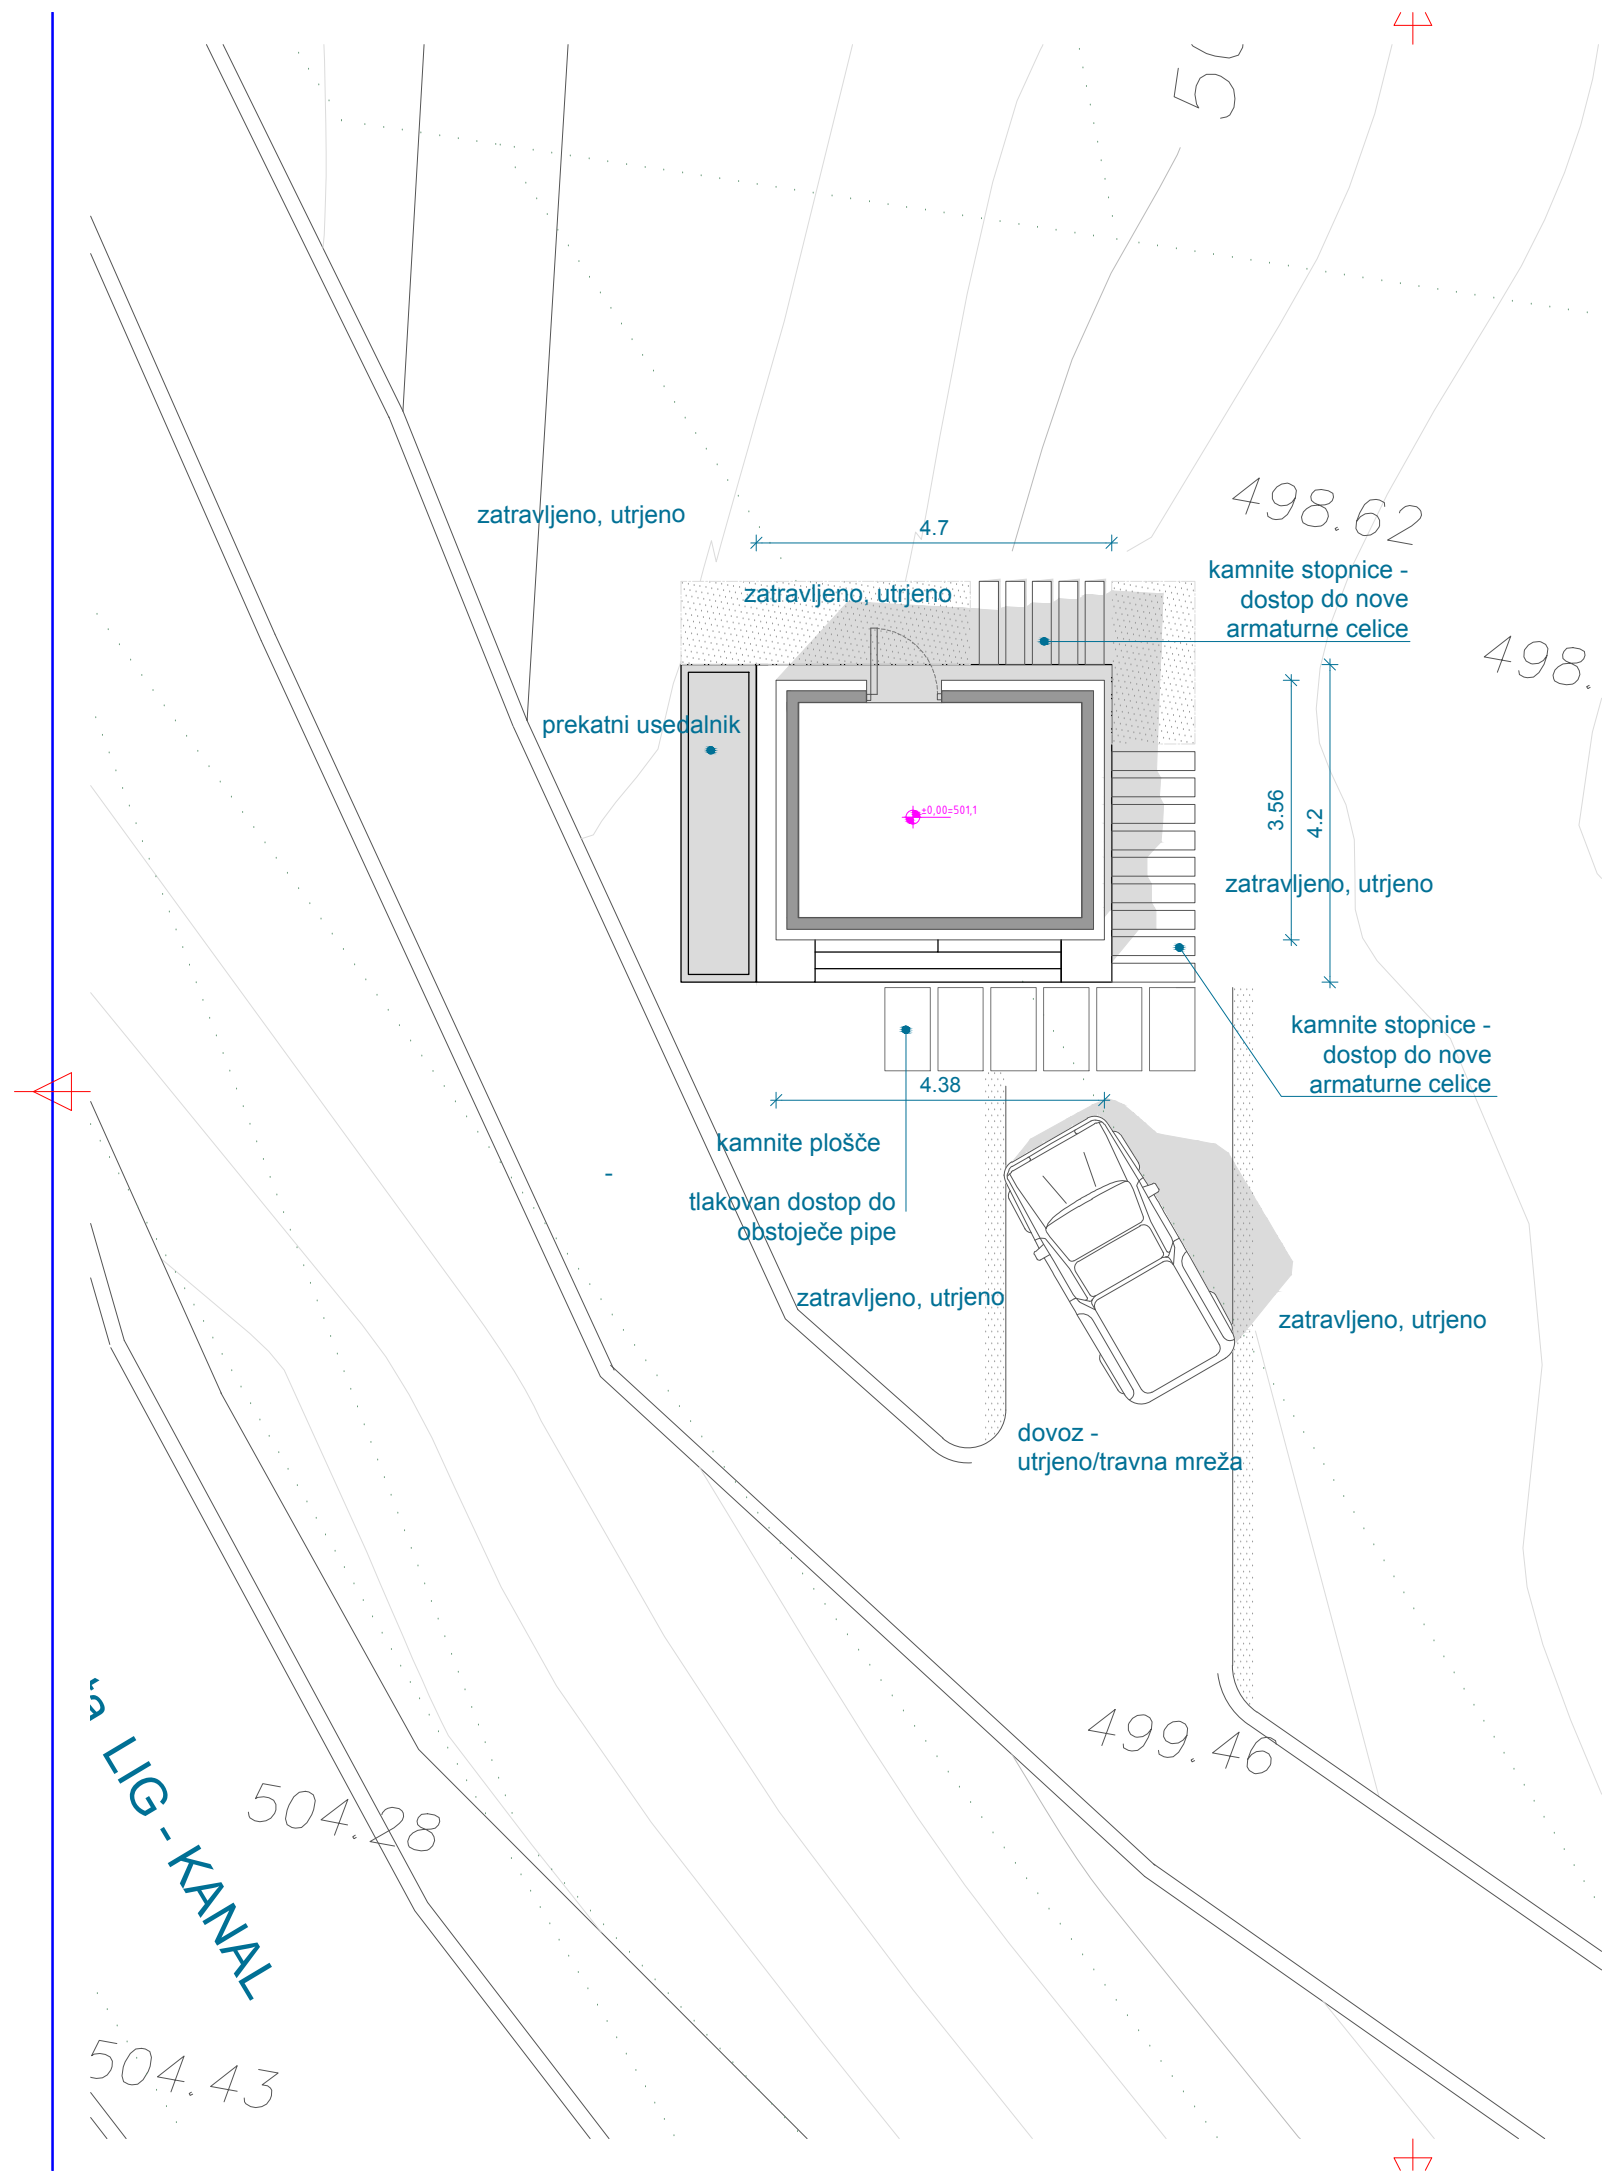 498.62
zatravljeno, utrjeno
4.7
kamnite stopnice -
dostop do nove
armaturne celice
zatravljeno, utrjeno
498.
prekatni usedalnik
±0,00=501,1
3.56
4.2
zatravljeno, utrjeno
kamnite stopnice -
dostop do nove
armaturne celice
4.38
kamnite plošče
-
tlakovan dostop do
obstoječe pipe
zatravljeno, utrjeno
zatravljeno, utrjeno
dovoz -
utrjeno/travna mreža
499.46
LIG - KANAL
504.28
504.43